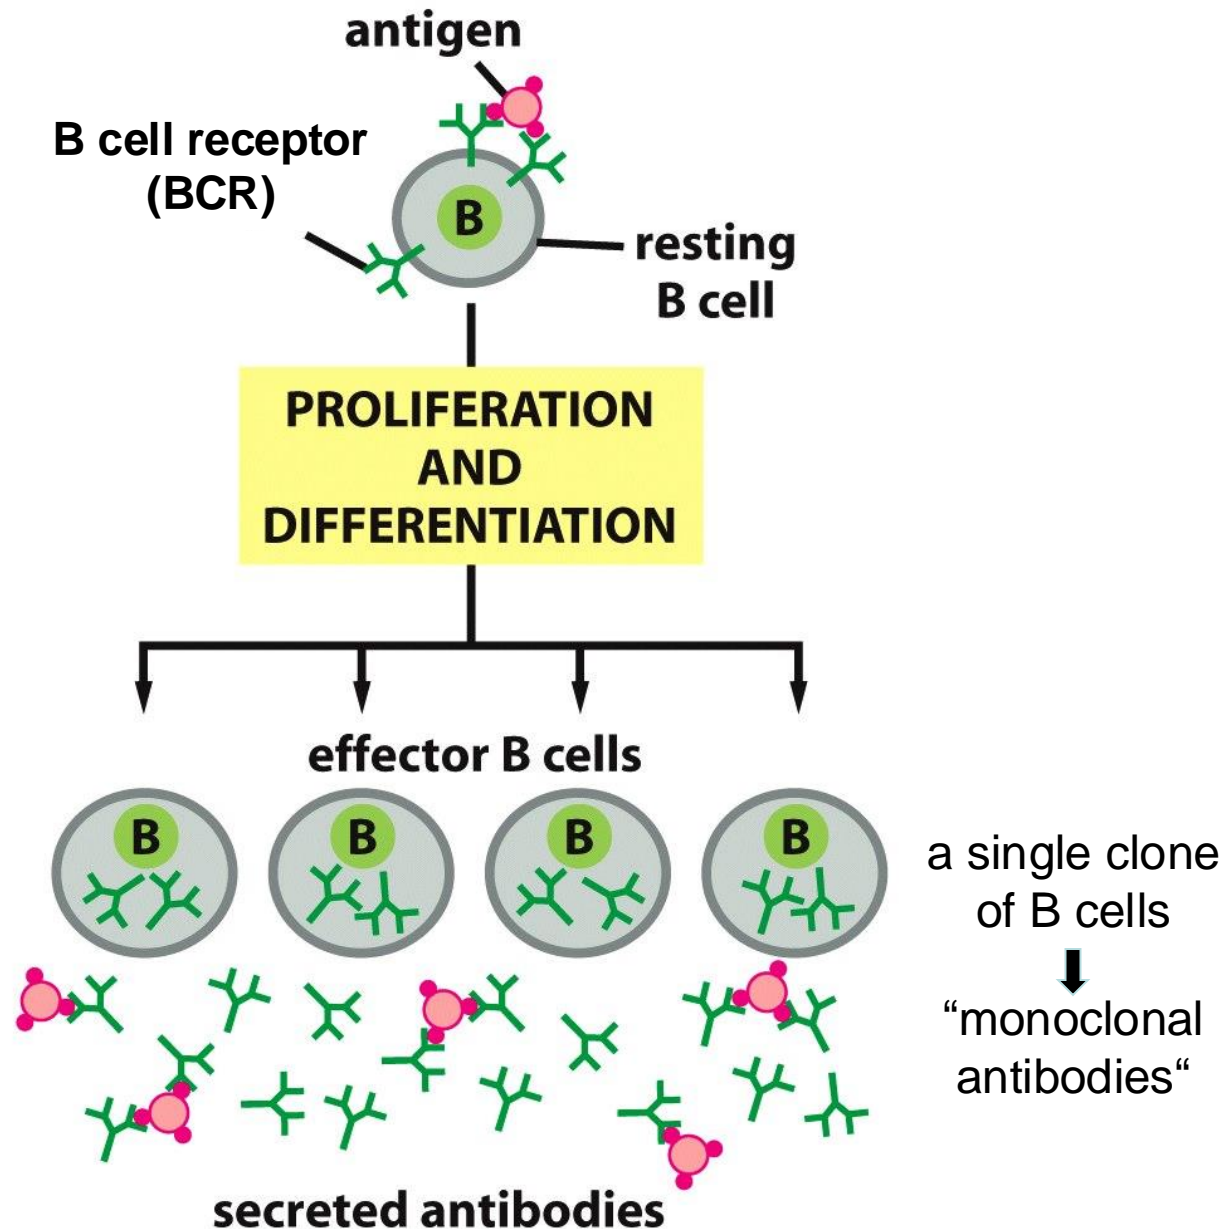 antigen
B cell receptor
(BCR)
B
resting
B cell
PROLIFERATION
AND
DIFFERENTIATION
effector B cells
B
B
B
B
a single clone
of B cells
“monoclonal
antibodies“
secreted antibodies